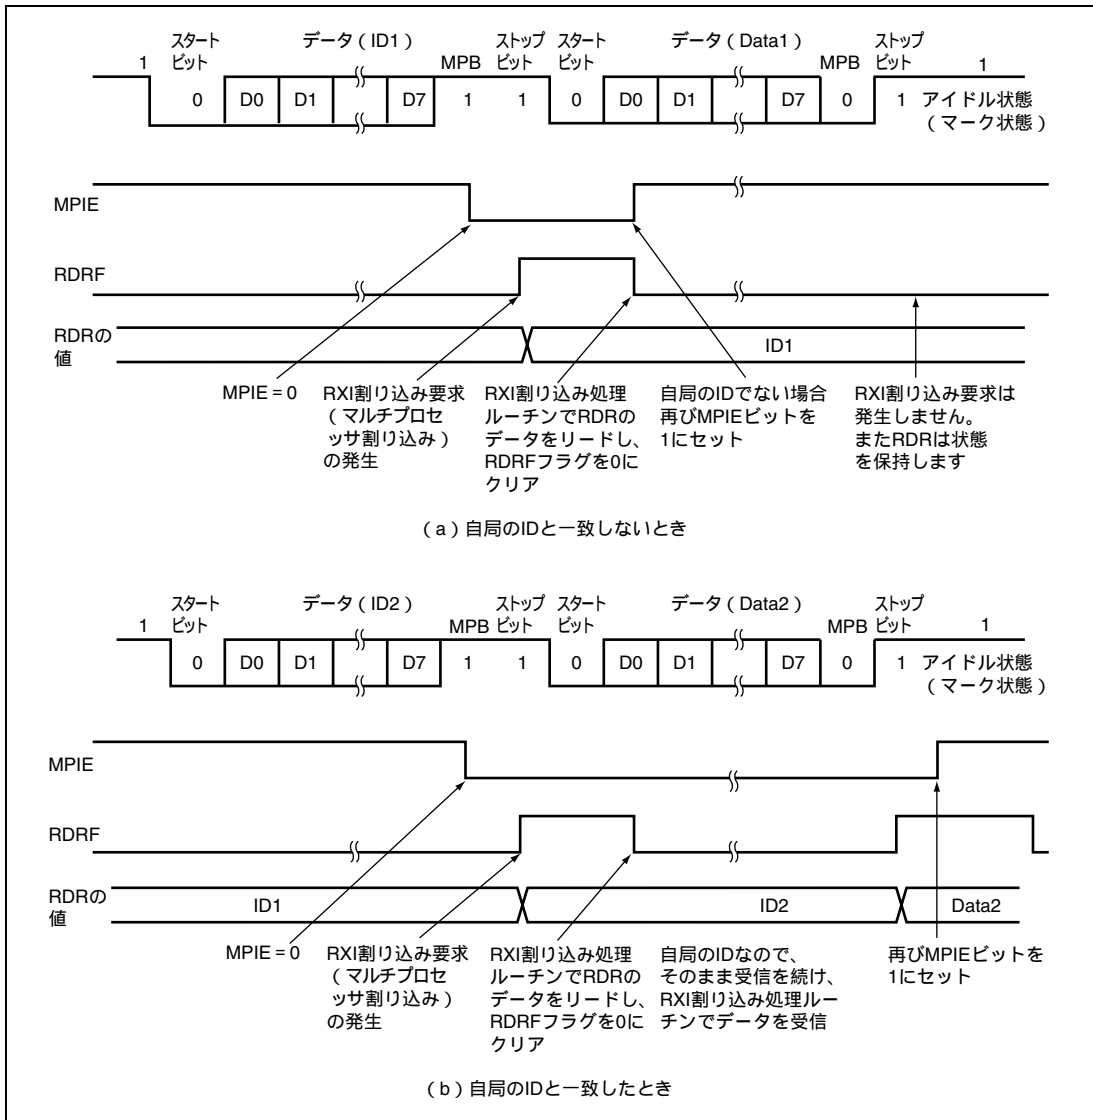 スタート
ビット
データ（ID1）
MPB
ストップ
ビット
スタート
ビット
データ（Data1）
MPB
ストップ
ビット
1
1
0 D0 D1 D7 1 1 0 D0 D1 D7 0 1 アイドル状態
（マーク状態）
MPIE
RDRF
RDRの
値
ID1
MPIE = 0
RXI割り込み要求
（マルチプロセ
ッサ割り込み）
の発生
RXI割り込み処理
ルーチンでRDRの
データをリードし、
RDRFフラグを0に
クリア
自局のIDでない場合
再びMPIEビットを
1にセット
RXI割り込み要求は
発生しません。
またRDRは状態
を保持します
（a）自局のIDと一致しないとき
スタート
ビット
データ（ID2）
MPB
ストップ
ビット
スタート
ビット
データ（Data2）
MPB
ストップ
ビット
1
1
0 D0 D1 D7 1 1 0 D0 D1 D7 0 1 アイドル状態
（マーク状態）
MPIE
RDRF
RDRの
値
ID1
ID2
Data2
MPIE = 0
RXI割り込み要求
（マルチプロセ
ッサ割り込み）
の発生
RXI割り込み処理
ルーチンでRDRの
データをリードし、
RDRFフラグを0に
クリア
自局のIDなので、
そのまま受信を続け、
RXI割り込み処理ルー
チンでデータを受信
再びMPIEビットを
1にセット
（b）自局のIDと一致したとき